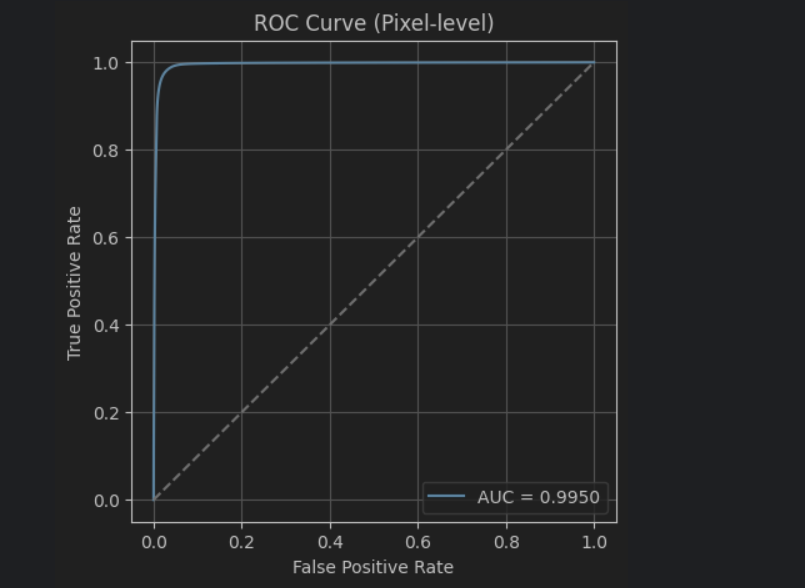 ROC Curve (Pixel-level)
1.0
0.8
0.6
0.4
0.2
0.0
True Positive Rate
AUC = 0.9950
0.0 0.2 0.4 0.6 0.8 1.0
False Positive Rate